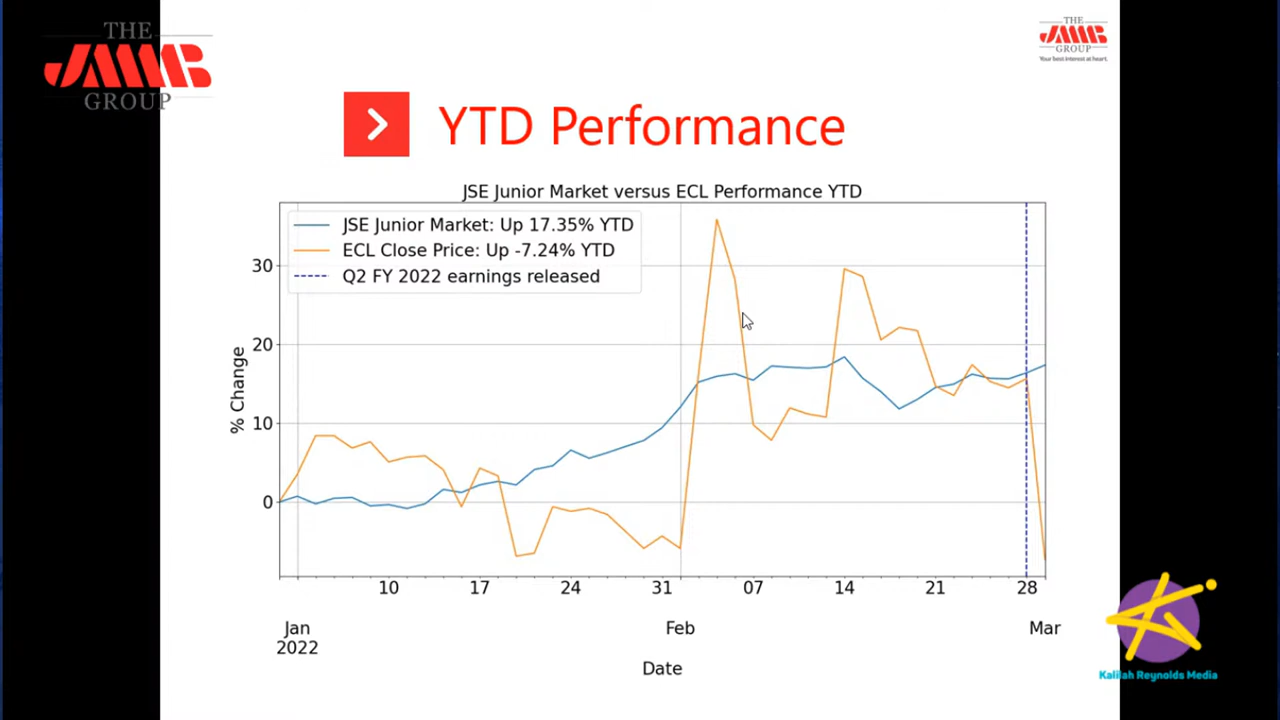 THE
JMMB
GROUP
THE
JMMB
GROUP
Your best interest at heart.
YTD Performance
JSE Junior Market versus ECL Performance YTD
JSE Junior Market: Up 17.35% YTD
ECL Close Price: Up -7.24% YTD
Q2 FY 2022 earnings released
% Change
30
20
10
0
10 17 24 31 07 14 21 28
Jan Feb Mar
2022
Date
Kalilah Reynolds Media